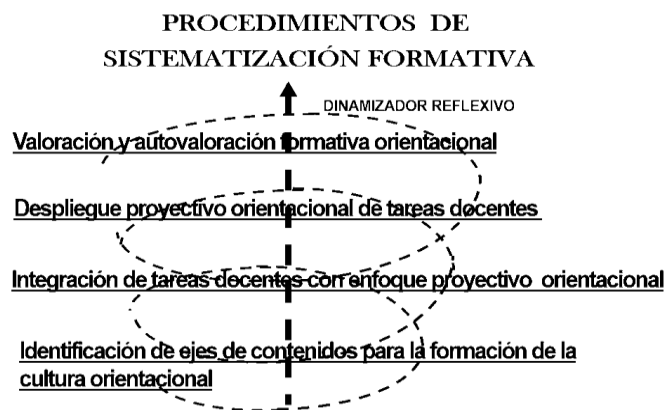 PROCEDIMIENTOS DE
SISTEMATIZACIÓN FORMATIVA
DINAMIZADOR REFLEXIVO
Valoración y autovaloración formativa orientacional
Despliegue proyectivo orientacional de tareas docentes
Integración de tareas docentes con enfoque proyectivo orientacional
Identificación de ejes de contenidos para la formación de la
cultura orientacional